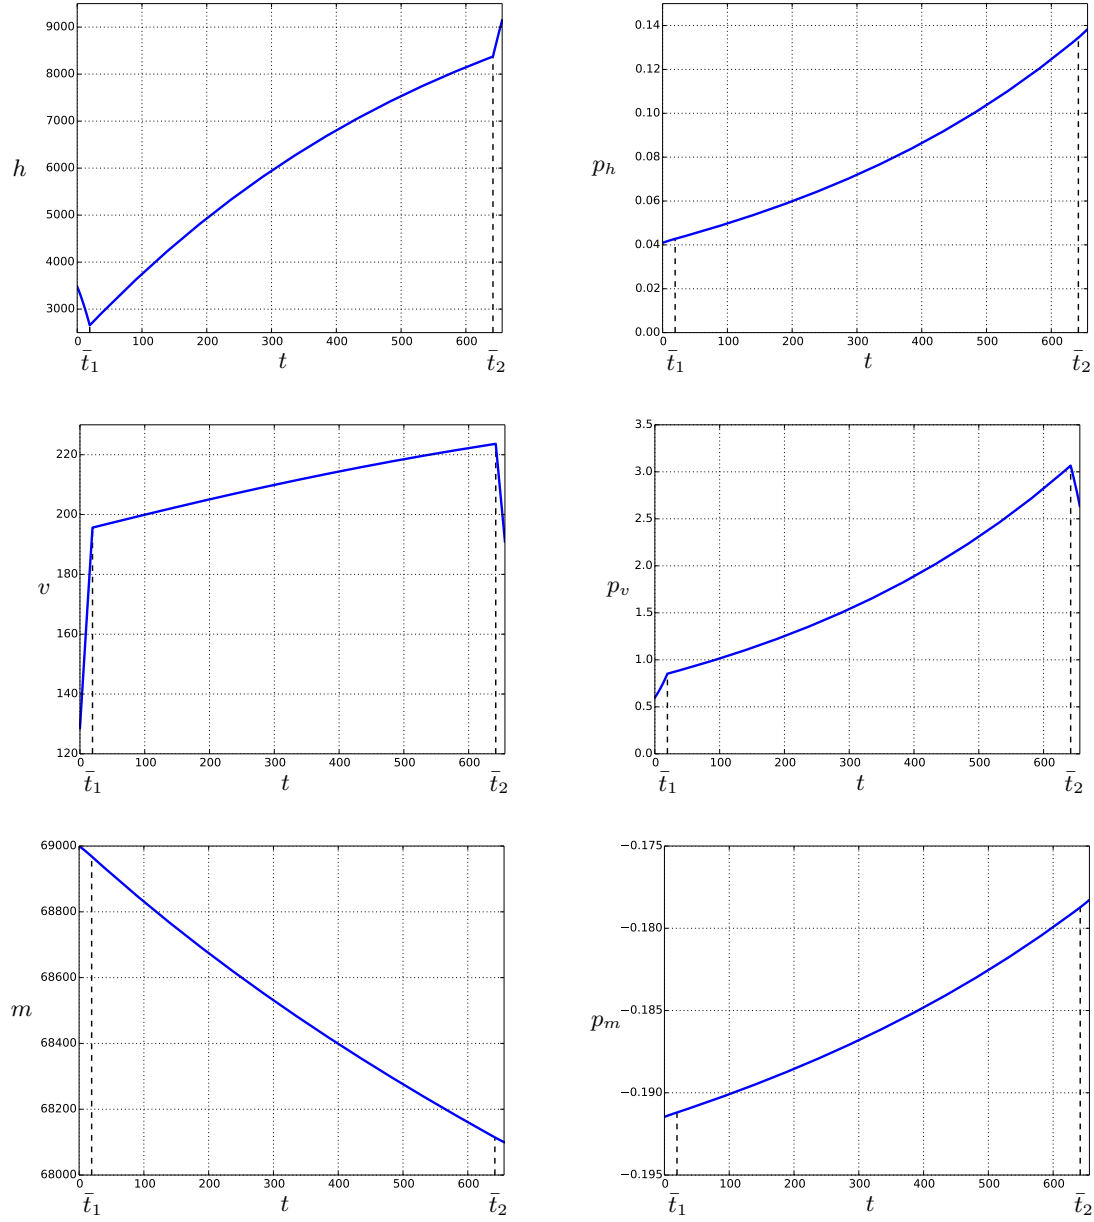 9000
8000
7000
6000
5000
4000
3000
h
0 100 200 300 400 500 600
t̄₁ t t̄₂
0.14
0.12
0.10
0.08
0.06
0.04
0.02
0.00
pₕ
0 100 200 300 400 500 600
t̄₁ t t̄₂
220
200
180
160
140
120
v
0 100 200 300 400 500 600
t̄₁ t t̄₂
3.5
3.0
2.5
2.0
1.5
1.0
0.5
0.0
pᵥ
0 100 200 300 400 500 600
t̄₁ t t̄₂
69000
68800
68600
68400
68200
68000
m
0 100 200 300 400 500 600
t̄₁ t t̄₂
−0.175
−0.180
−0.185
−0.190
−0.195
pₘ
0 100 200 300 400 500 600
t̄₁ t t̄₂